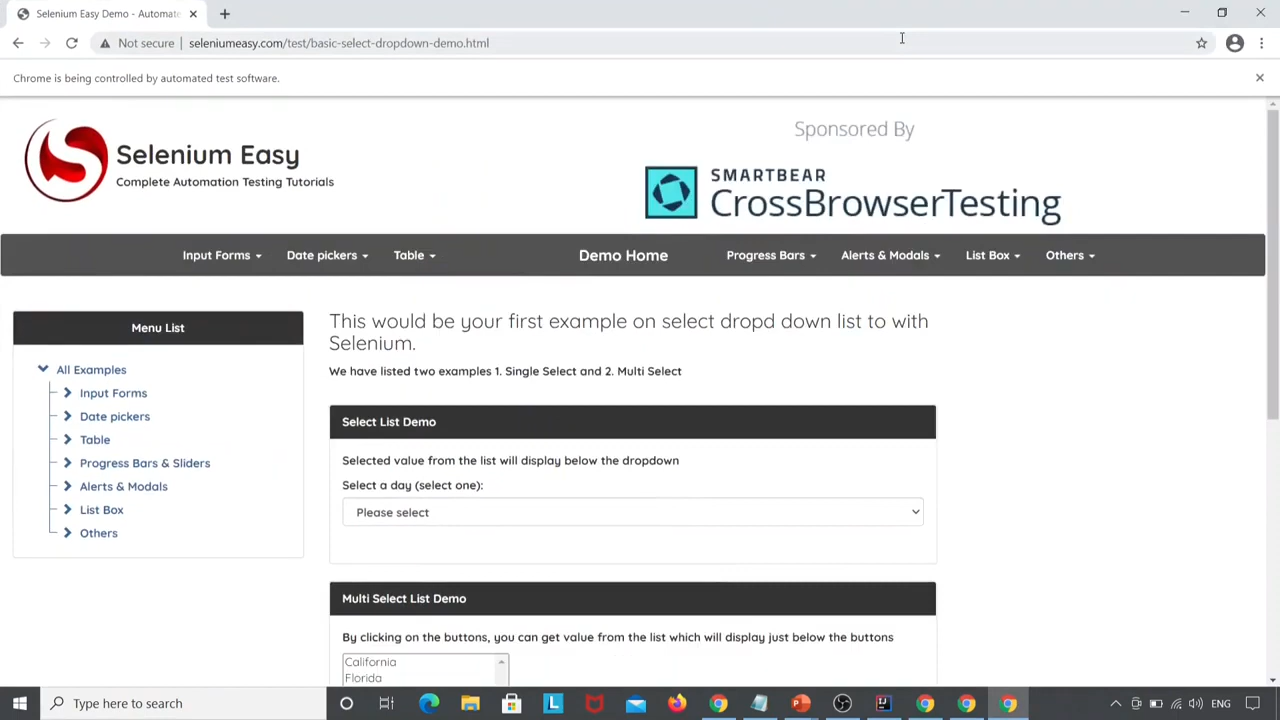 Selenium Easy Demo - Automate
Not secure | seleniumeasy.com/test/basic-select-dropdown-demo.html
Chrome is being controlled by automated test software.
Sponsored By
Selenium Easy
Complete Automation Testing Tutorials
SMARTBEAR
CrossBrowserTesting
Input Forms Date pickers Table Demo Home Progress Bars Alerts & Modals List Box Others
Menu List
All Examples
Input Forms
Date pickers
Table
Progress Bars & Sliders
Alerts & Modals
List Box
Others
This would be your first example on select dropd down list to with
Selenium.
We have listed two examples 1. Single Select and 2. Multi Select
Select List Demo
Selected value from the list will display below the dropdown
Select a day (select one):
Please select
Multi Select List Demo
By clicking on the buttons, you can get value from the list which will display just below the buttons
California
Florida
Type here to search
ENG